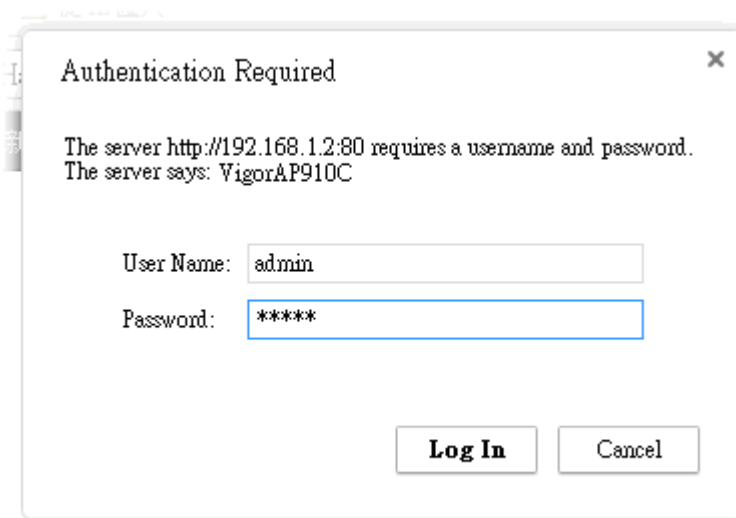 Authentication Required
×
The server http://192.168.1.2:80 requires a username and password.
The server says: VigorAP910C
User Name: admin
Password: *****
Log In Cancel